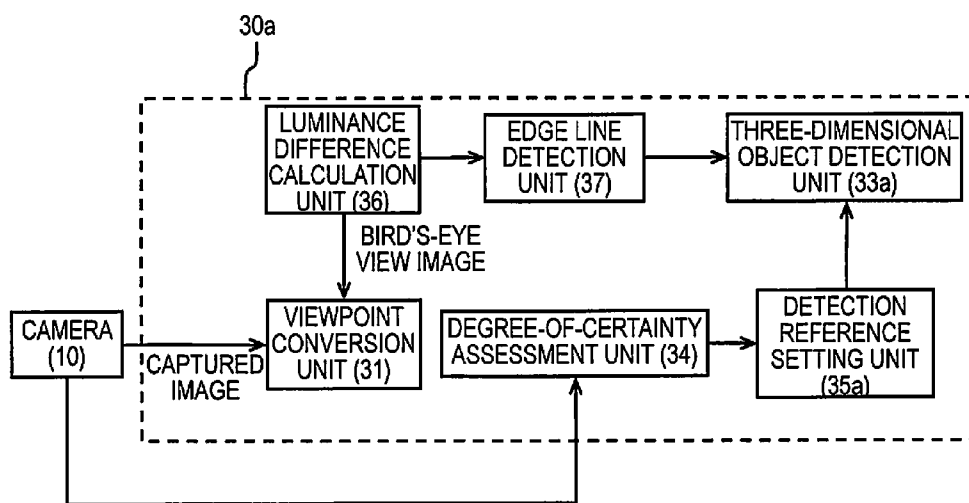 30a
LUMINANCE
DIFFERENCE
CALCULATION
UNIT (36)
EDGE LINE
DETECTION
UNIT (37)
THREE-DIMENSIONAL
OBJECT DETECTION
UNIT (33a)
BIRD'S-EYE
VIEW IMAGE
CAMERA
(10)
CAPTURED
IMAGE
VIEWPOINT
CONVERSION
UNIT (31)
DEGREE-OF-CERTAINTY
ASSESSMENT UNIT (34)
DETECTION
REFERENCE
SETTING UNIT
(35a)